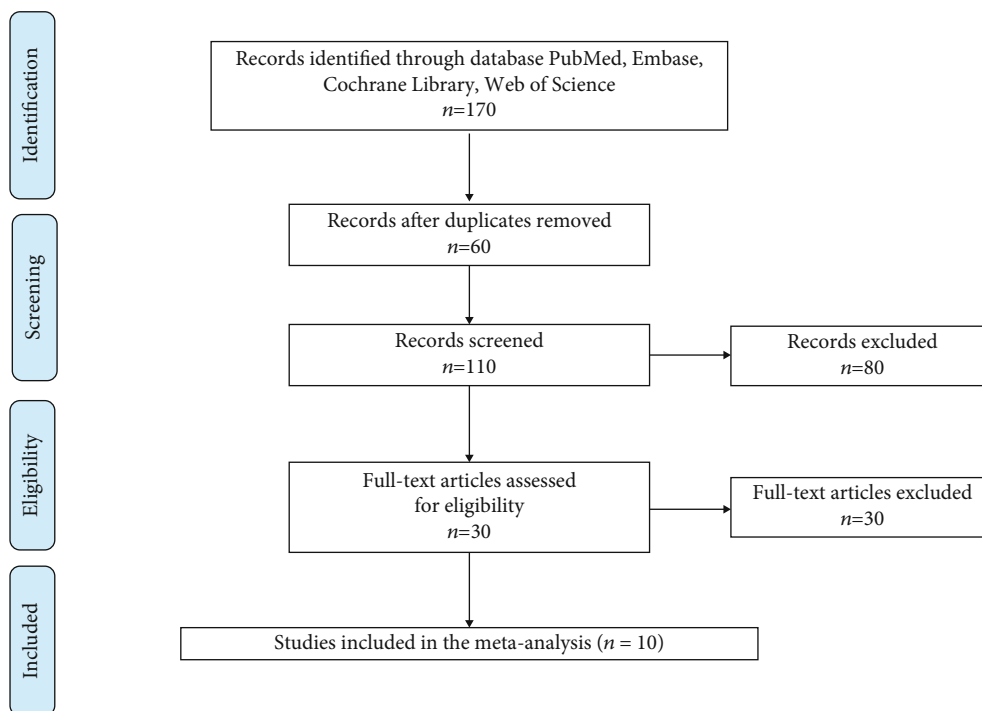 Identification
Records identified through database PubMed, Embase,
Cochrane Library, Web of Science
n=170
Screening
Records after duplicates removed
n=60
Records screened
n=110
Records excluded
n=80
Eligibility
Full-text articles assessed
for eligibility
n=30
Full-text articles excluded
n=30
Included
Studies included in the meta-analysis (n = 10)